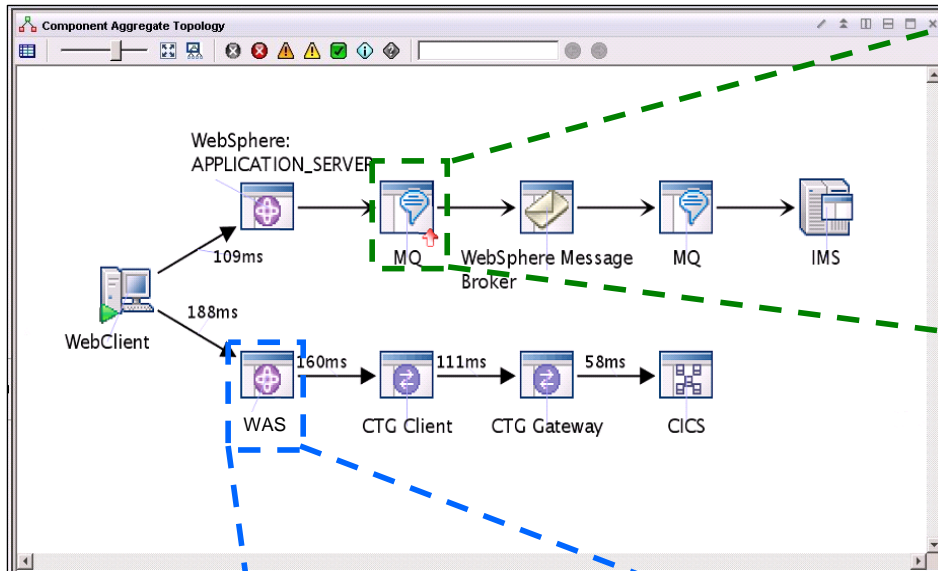 Component Aggregate Topology
WebSphere:
APPLICATION_SERVER
MQ
WebSphere Message
Broker
MQ
IMS
109ms
WebClient
188ms
160ms
111ms
58ms
WAS
CTG Client
CTG Gateway
CICS